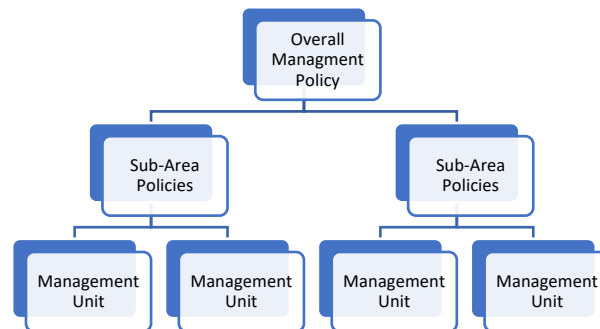 Overall
Managment
Policy
Sub-Area
Policies
Sub-Area
Policies
Management
Unit
Management
Unit
Management
Unit
Management
Unit